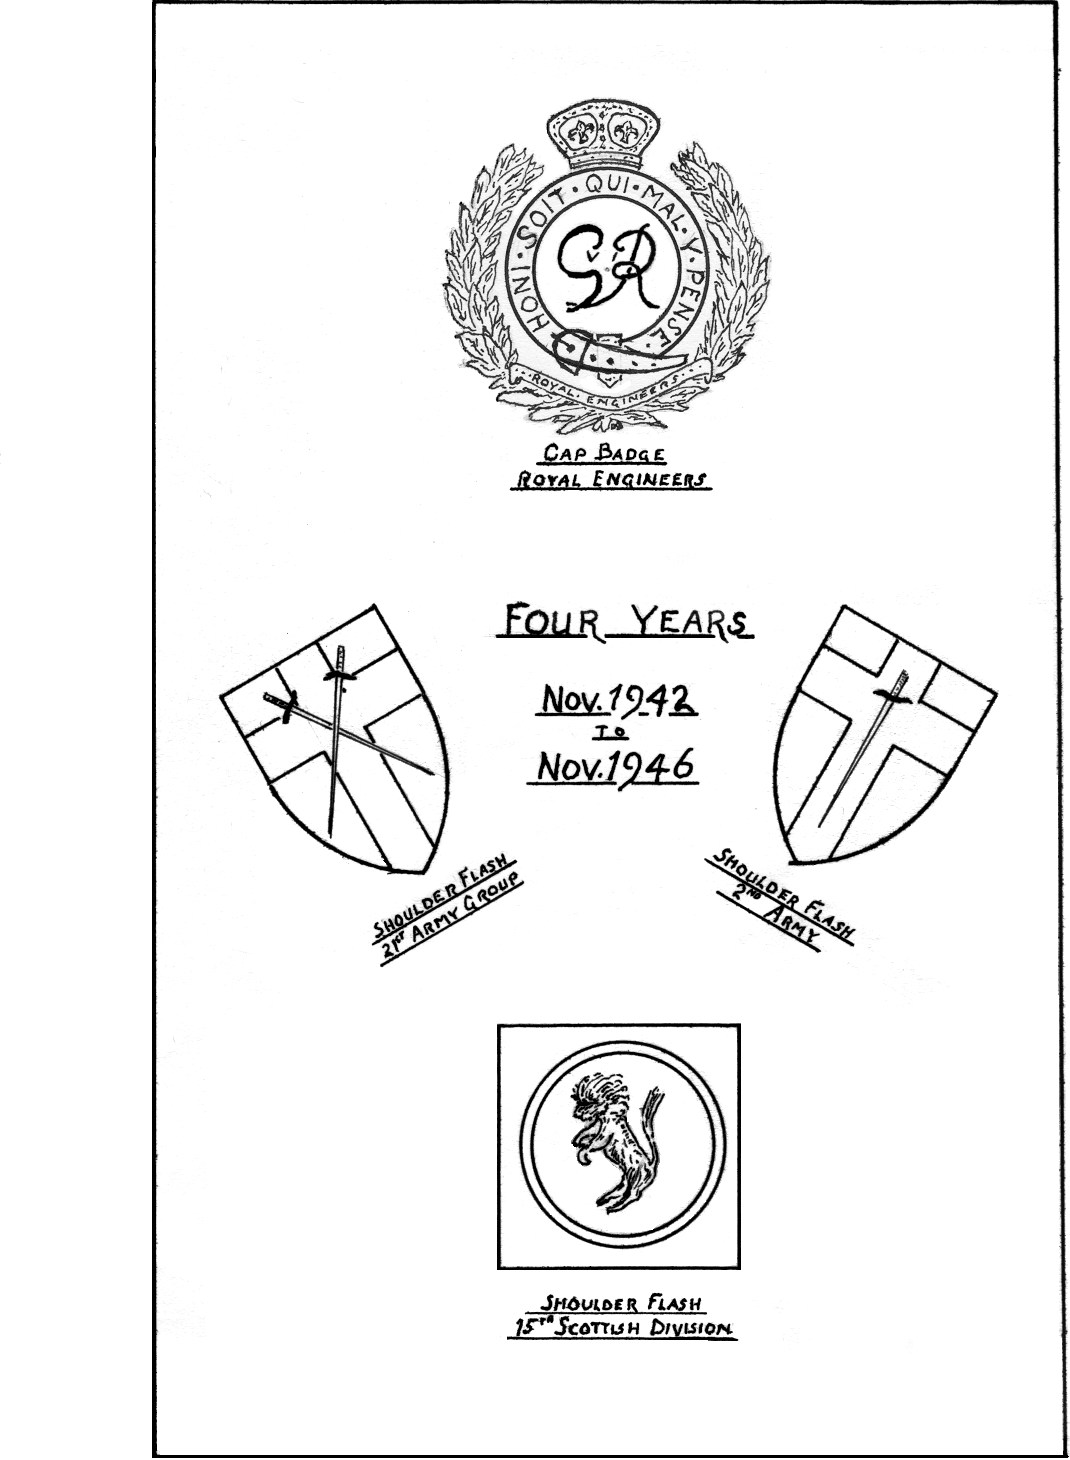 HONI · SOIT · QUI · MAL · Y · PENSE ·
GR
VI
· ROYAL · ENGINEERS ·
CAP BADGE
ROYAL ENGINEERS
FOUR YEARS
NOV. 1942
TO
NOV. 1946
SHOULDER FLASH
21ST ARMY GROUP
SHOULDER FLASH
2ND ARMY
SHOULDER FLASH
15TH SCOTTISH DIVISION